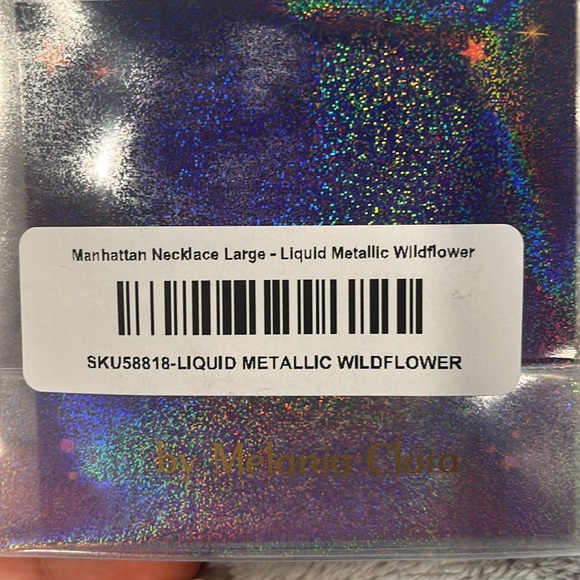 Manhattan Necklace Large - Liquid Metallic Wildflower
SKU58818-LIQUID METALLIC WILDFLOWER
by Melania Clara